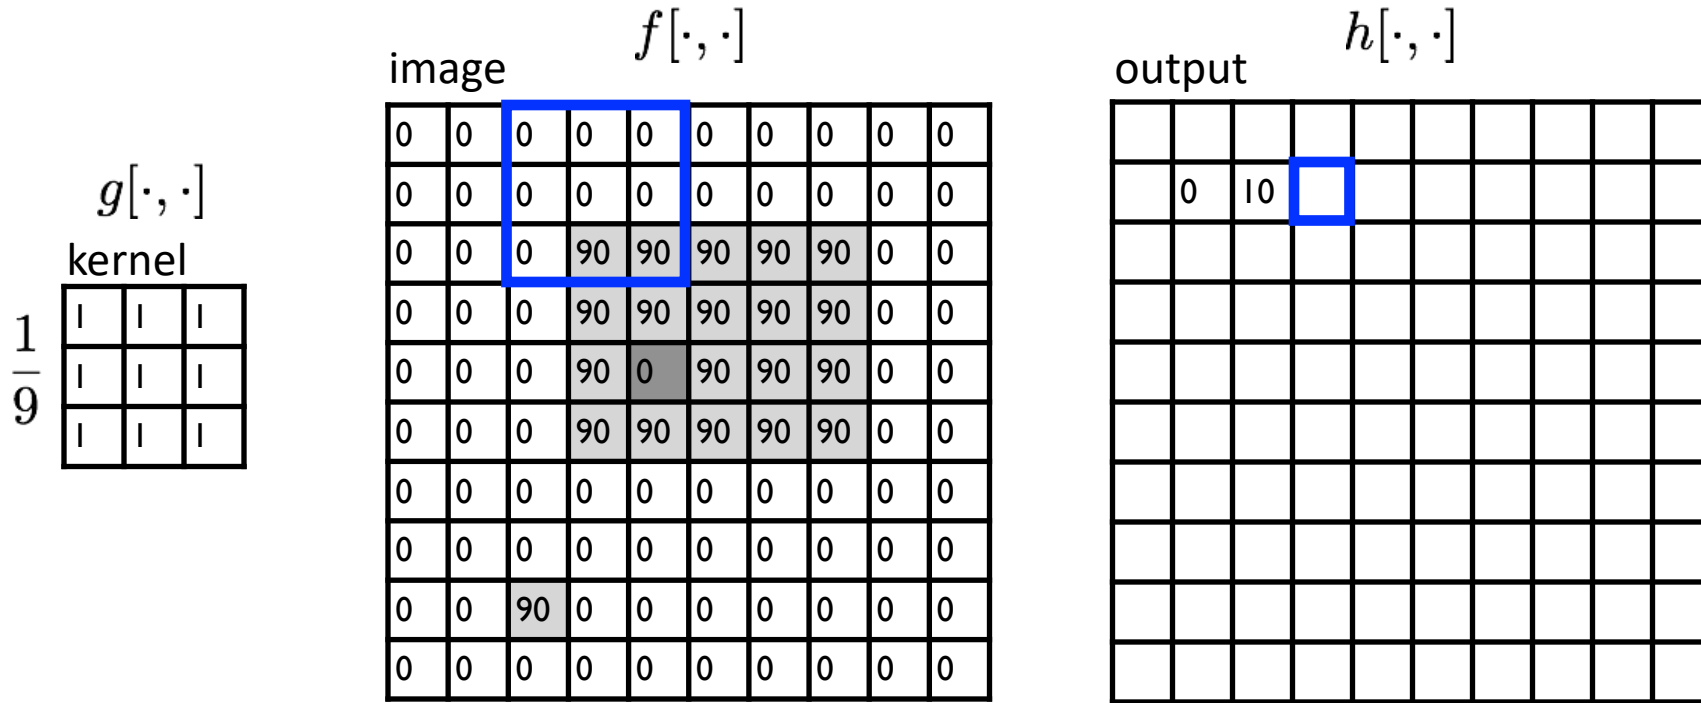 f[·, ·]
h[·, ·]
image
output
g[·, ·]
kernel
1/9
1 1 1
1 1 1
1 1 1
0 0 0 0 0 0 0 0 0 0
0 0 0 0 0 0 0 0 0 0
0 0 0 90 90 90 90 90 0 0
0 0 0 90 90 90 90 90 0 0
0 0 0 90 0 90 90 90 0 0
0 0 0 90 90 90 90 90 0 0
0 0 0 0 0 0 0 0 0 0
0 0 0 0 0 0 0 0 0 0
0 0 90 0 0 0 0 0 0 0
0 0 0 0 0 0 0 0 0 0
0 10